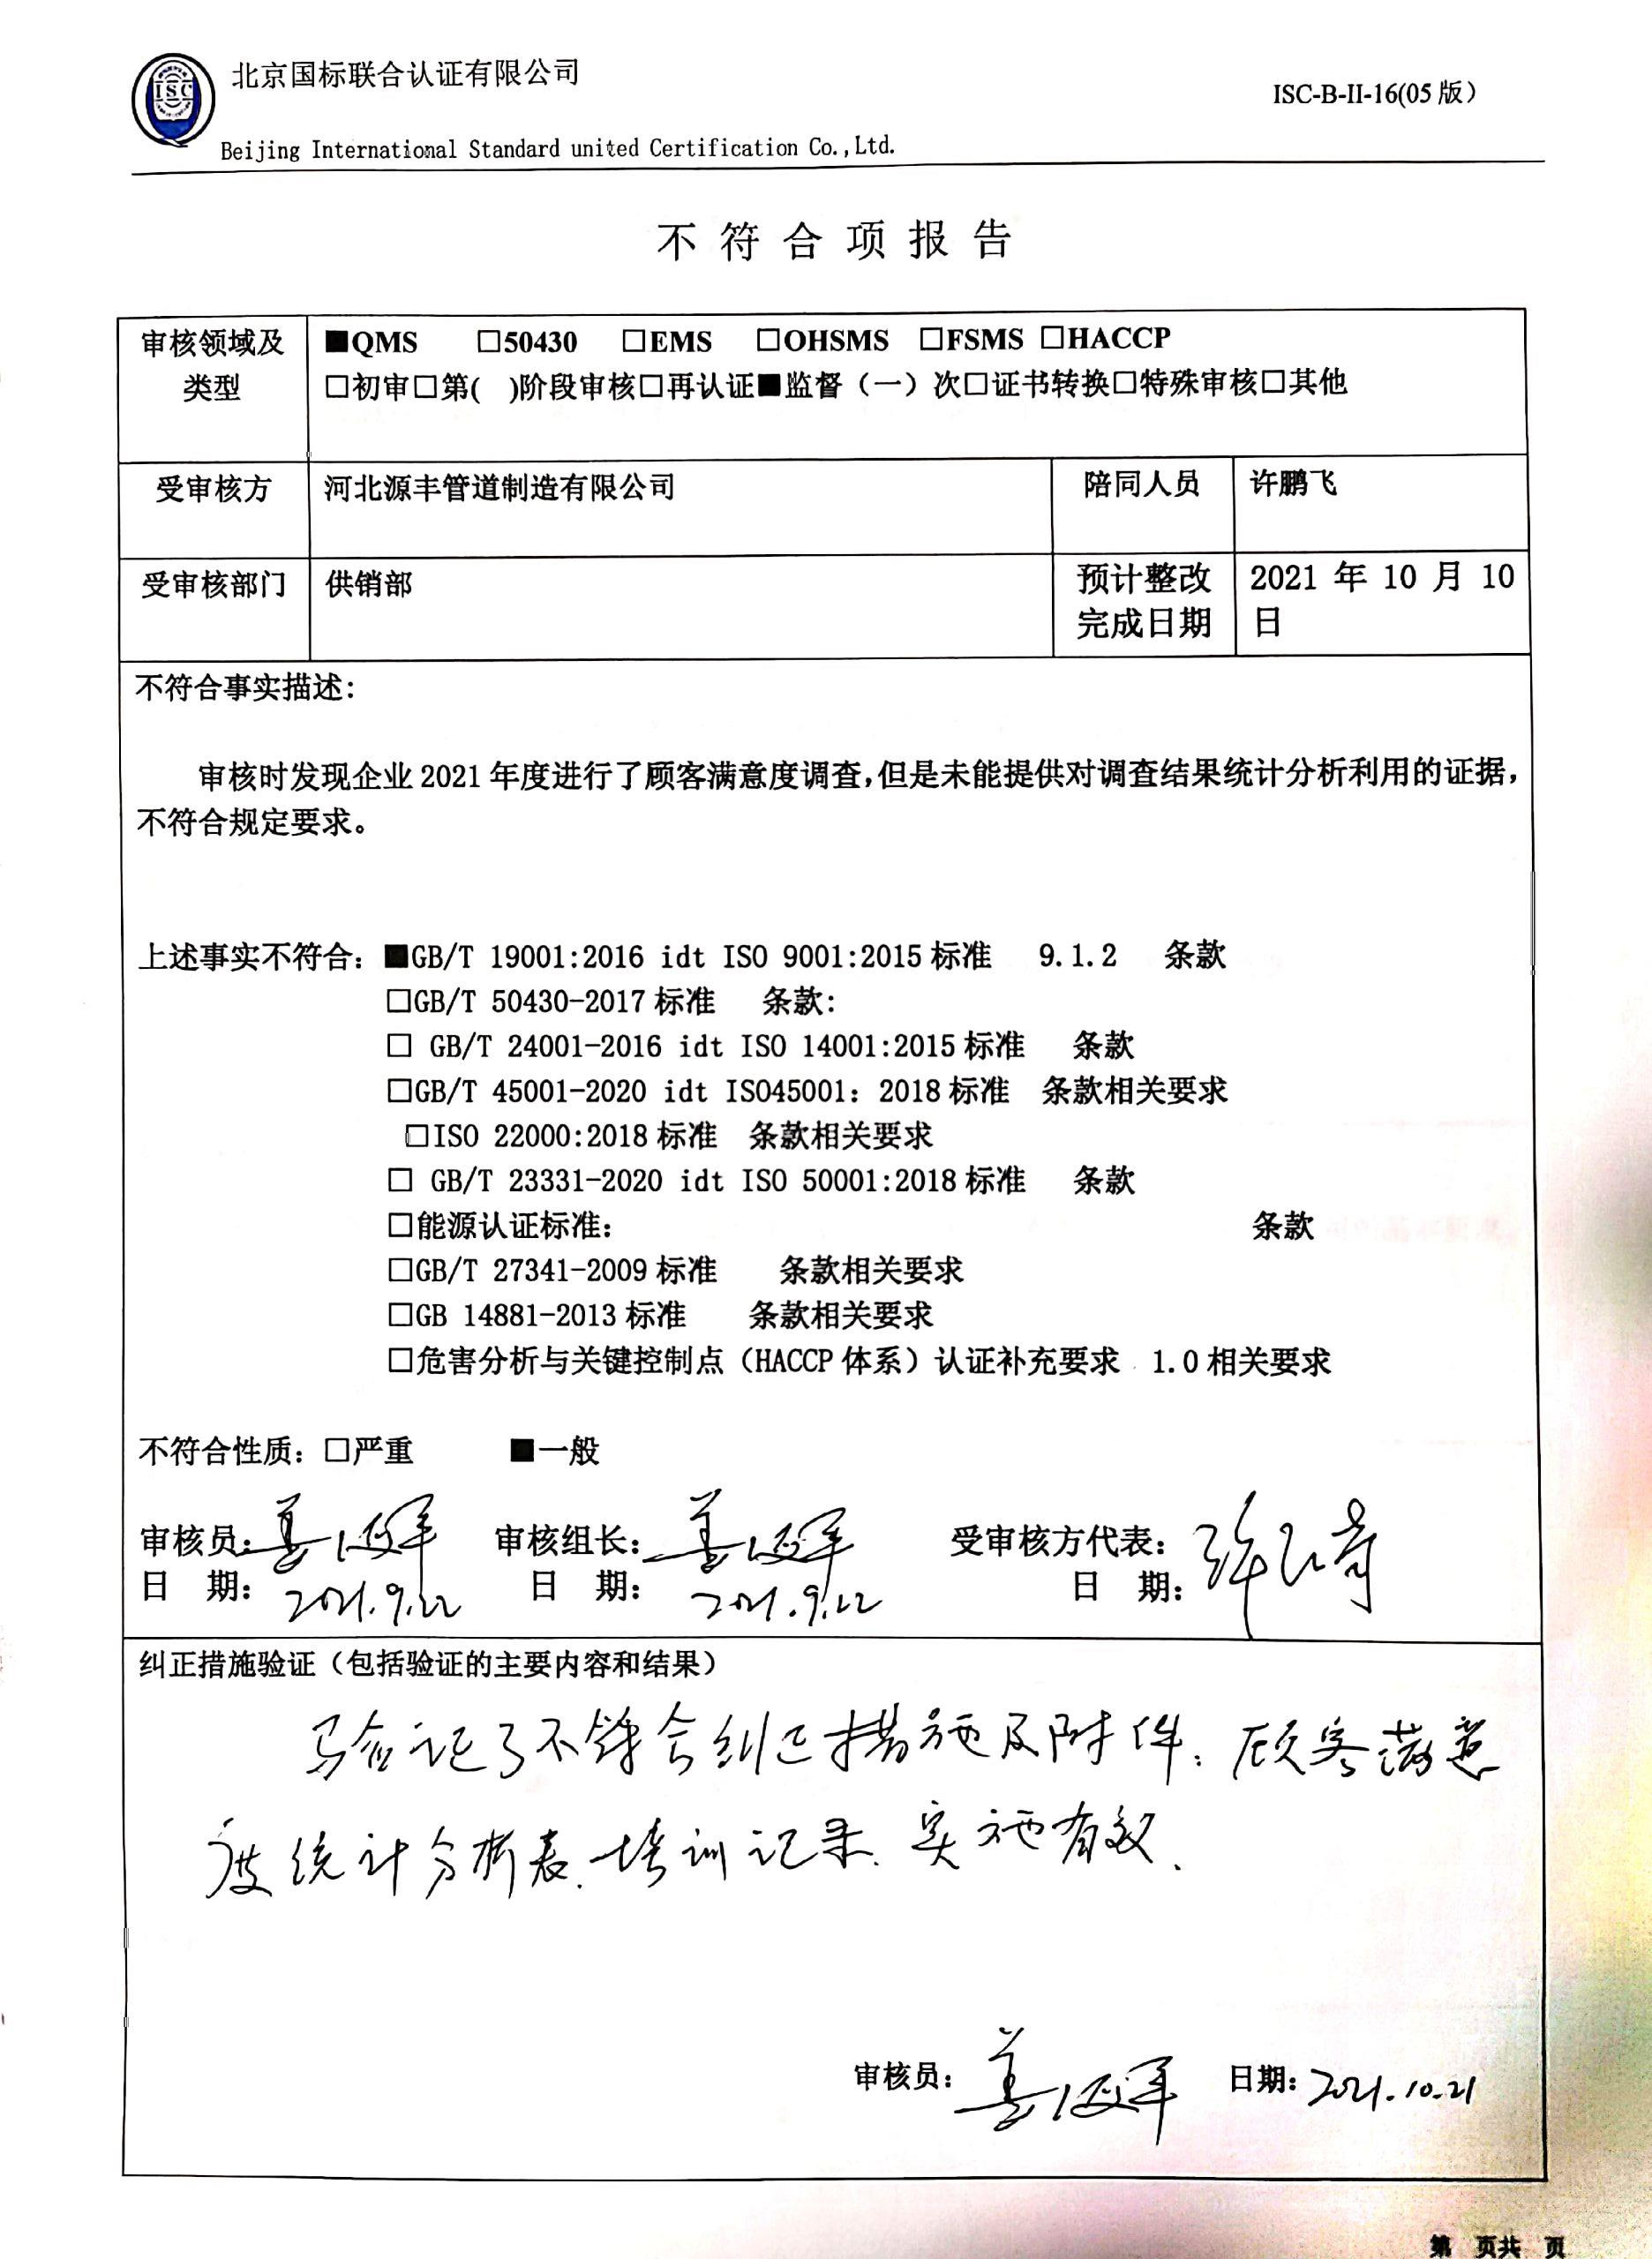 ISC
北京国标联合认证有限公司
ISC-B-II-16(05 版)
Beijing International Standard united Certification Co.,Ltd.
不符合项报告
审核领域及
类型
■QMS □50430 □EMS □OHSMS □FSMS □HACCP
□初审□第( )阶段审核□再认证■监督（一）次□证书转换□特殊审核□其他
受审核方
河北源丰管道制造有限公司
陪同人员
许鹏飞
受审核部门
供销部
预计整改
完成日期
2021 年 10 月 10
日
不符合事实描述:
审核时发现企业 2021 年度进行了顾客满意度调查,但是未能提供对调查结果统计分析利用的证据,
不符合规定要求。
上述事实不符合: ■GB/T 19001:2016 idt ISO 9001:2015 标准 9.1.2 条款
□GB/T 50430-2017 标准 条款:
□ GB/T 24001-2016 idt ISO 14001:2015 标准 条款
□GB/T 45001-2020 idt ISO45001: 2018 标准 条款相关要求
□ISO 22000:2018 标准 条款相关要求
□ GB/T 23331-2020 idt ISO 50001:2018 标准 条款
□能源认证标准: 条款
□GB/T 27341-2009 标准 条款相关要求
□GB 14881-2013 标准 条款相关要求
□危害分析与关键控制点（HACCP 体系）认证补充要求 1.0 相关要求
不符合性质: □严重 ■一般
审核员: 审核组长: 受审核方代表:
日 期: 2021.9.22 日 期: 2021.9.22 日 期:
纠正措施验证（包括验证的主要内容和结果）
验证了不符合纠正措施及附件: 顾客满意
度统计分析表.培训记录.实施有效.
审核员: 日期: 2021.10.21
第 页共 页